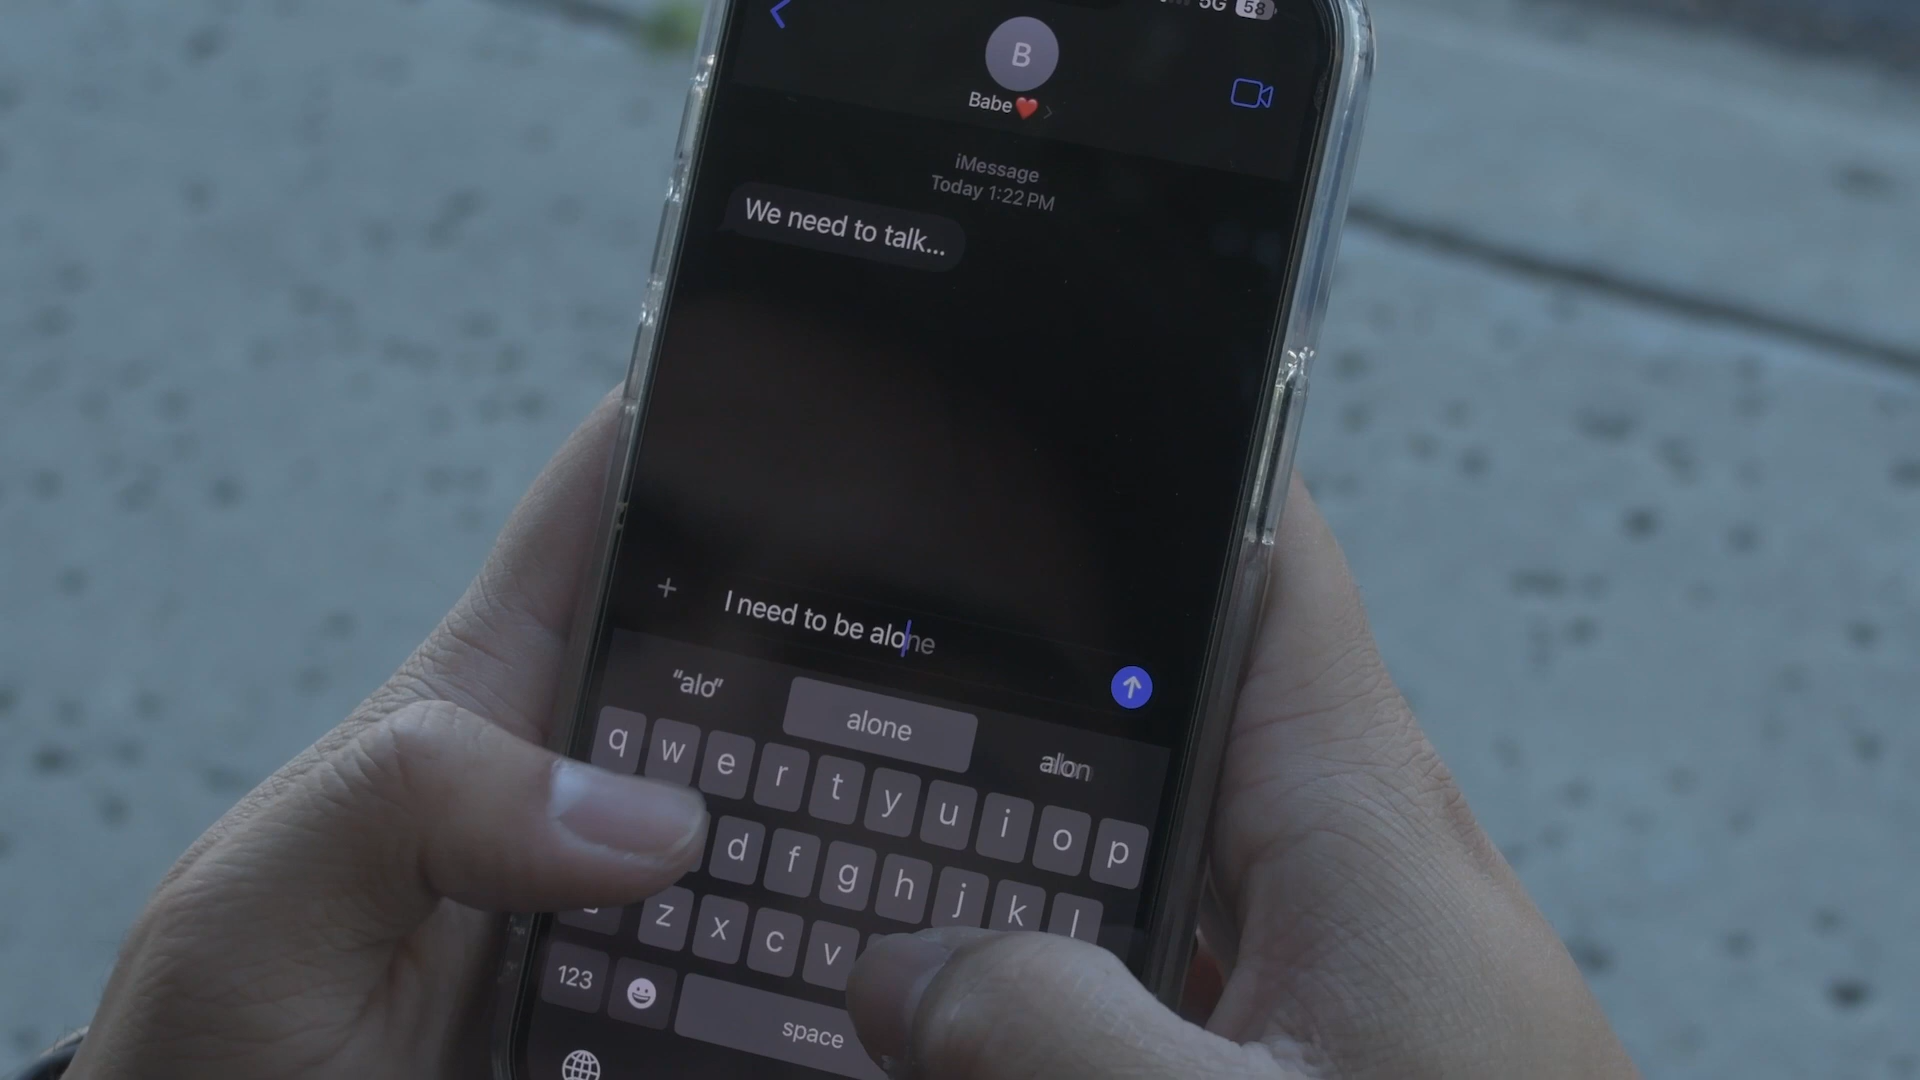 5G 58
B
Babe❤️ >
iMessage
Today 1:22 PM
We need to talk...
+ I need to be alone
"alo" alone alon
q w e r t y u i o p
d f g h j k l
z x c v
123 space